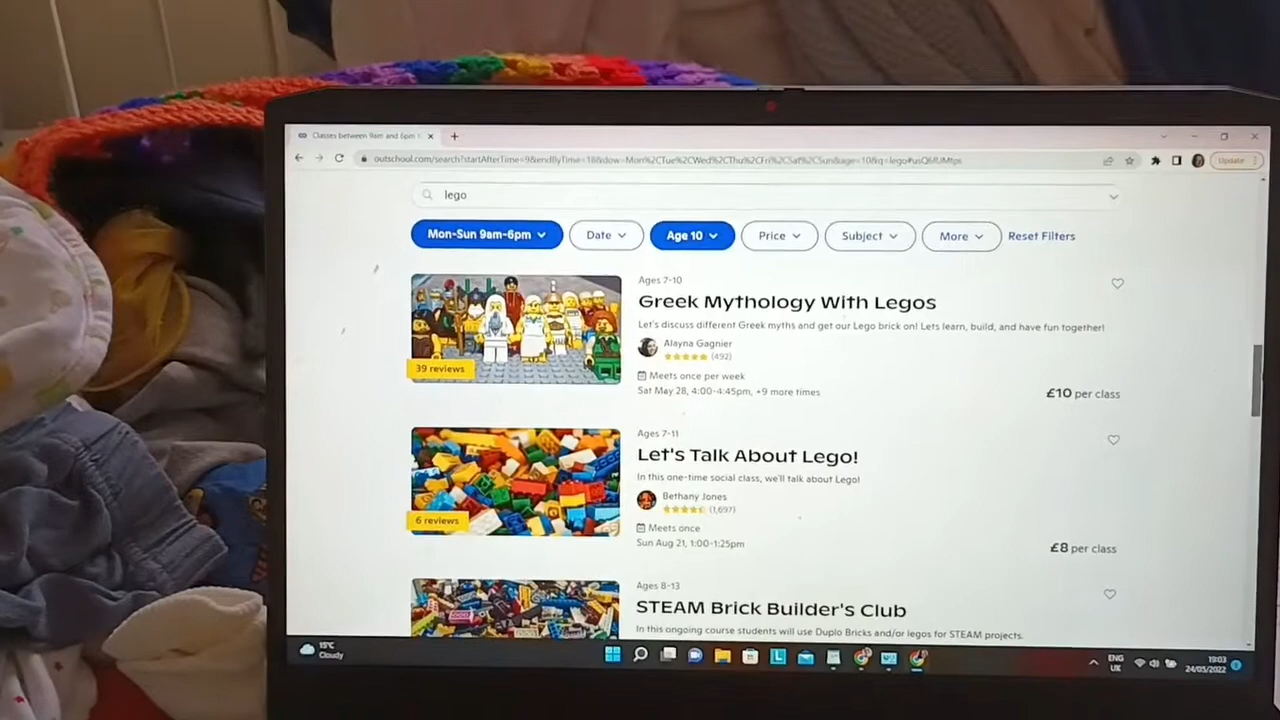 Classes between 9am and 6pm
outschool.com/search?startAfterTime=9&endByTime=18&dow=Mon%2CTue%2CWed%2CThu%2CFri%2CSat%2CSun&age=10&q=lego
Update
lego
Mon-Sun 9am-6pm
Date
Age 10
Price
Subject
More
Reset Filters
Ages 7-10
Greek Mythology With Legos
Let's discuss different Greek myths and get our Lego brick on! Lets learn, build, and have fun together!
Alayna Gagnier
(492)
39 reviews
Meets once per week
Sat May 28, 4:00-4:45pm, +9 more times
£10 per class
Ages 7-11
Let's Talk About Lego!
In this one-time social class, we'll talk about Lego!
Bethany Jones
(1,697)
6 reviews
Meets once
Sun Aug 21, 1:00-1:25pm
£8 per class
Ages 8-13
STEAM Brick Builder's Club
In this ongoing course students will use Duplo Bricks and/or legos for STEAM projects.
15°C
Cloudy
ENG
UK
19:03
24/05/2022